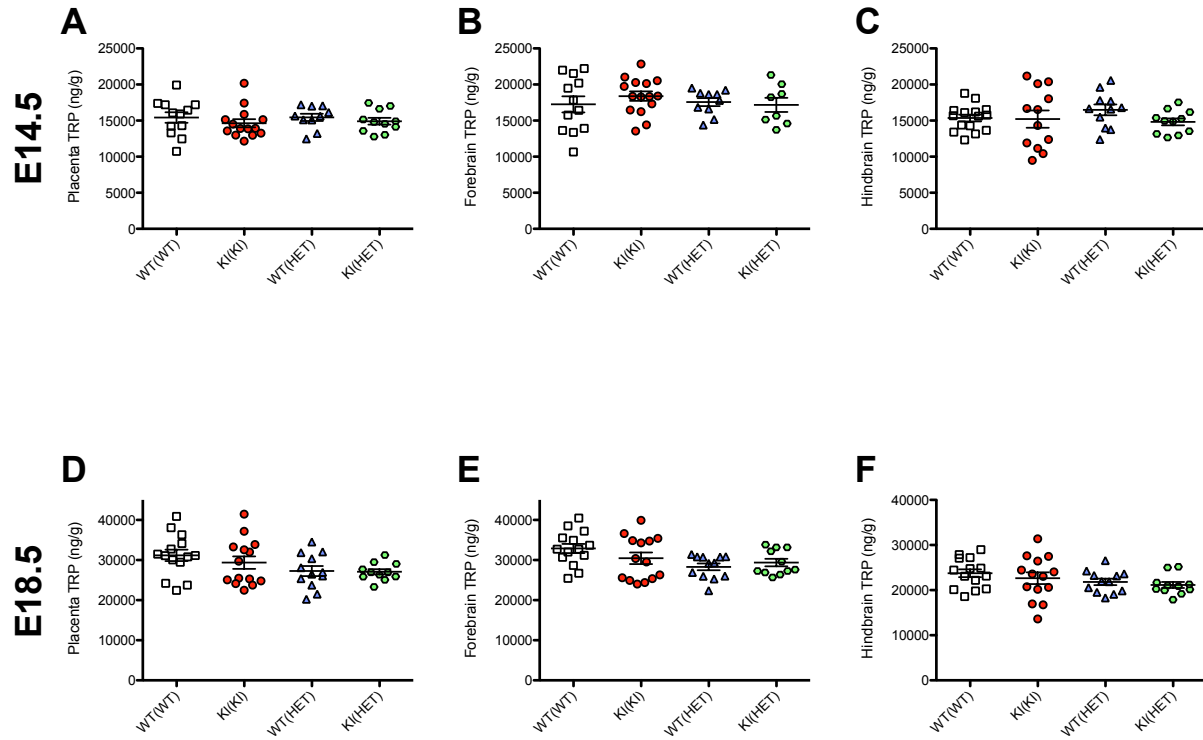 A
B
C
E14.5
Placenta TRP (ng/g)
25000
20000
15000
10000
5000
0
WT(WT)
KI(KI)
WT(HET)
KI(HET)
Forebrain TRP (ng/g)
25000
20000
15000
10000
5000
0
WT(WT)
KI(KI)
WT(HET)
KI(HET)
Hindbrain TRP (ng/g)
25000
20000
15000
10000
5000
0
WT(WT)
KI(KI)
WT(HET)
KI(HET)
D
E
F
E18.5
Placenta TRP (ng/g)
40000
30000
20000
10000
0
WT(WT)
KI(KI)
WT(HET)
KI(HET)
Forebrain TRP (ng/g)
40000
30000
20000
10000
0
WT(WT)
KI(KI)
WT(HET)
KI(HET)
Hindbrain TRP (ng/g)
40000
30000
20000
10000
0
WT(WT)
KI(KI)
WT(HET)
KI(HET)